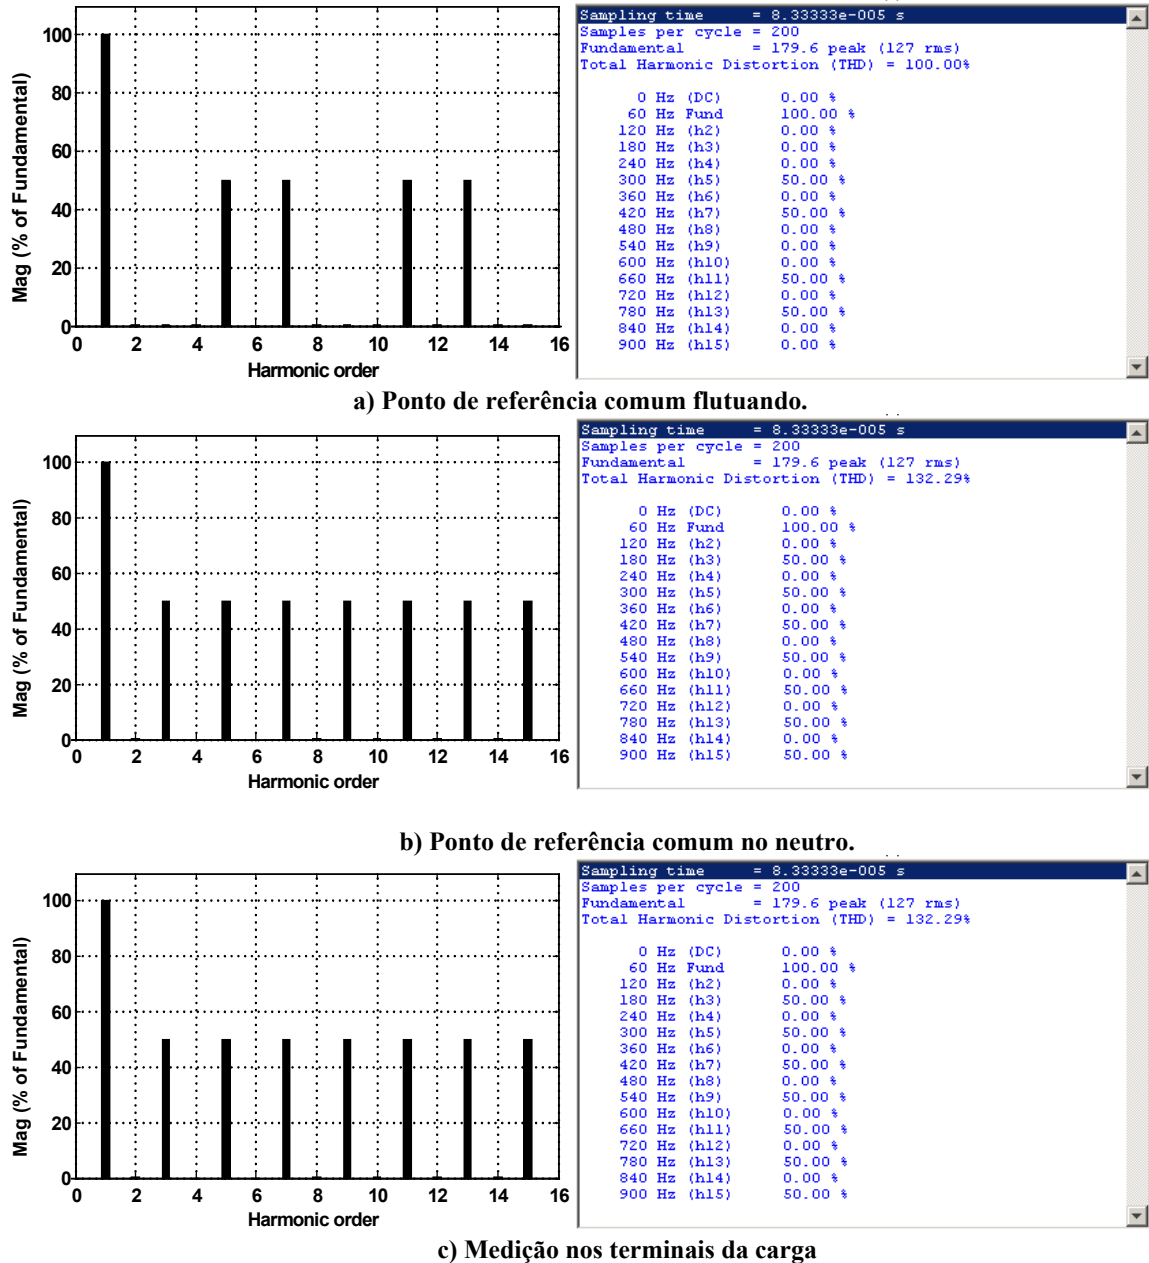 100
80
60
40
20
0
0 2 4 6 8 10 12 14 16
Mag (% of Fundamental)
Harmonic order
Sampling time = 8.33333e-005 s
Samples per cycle = 200
Fundamental = 179.6 peak (127 rms)
Total Harmonic Distortion (THD) = 100.00%
0 Hz (DC) 0.00 %
60 Hz Fund 100.00 %
120 Hz (h2) 0.00 %
180 Hz (h3) 0.00 %
240 Hz (h4) 0.00 %
300 Hz (h5) 50.00 %
360 Hz (h6) 0.00 %
420 Hz (h7) 50.00 %
480 Hz (h8) 0.00 %
540 Hz (h9) 0.00 %
600 Hz (h10) 0.00 %
660 Hz (h11) 50.00 %
720 Hz (h12) 0.00 %
780 Hz (h13) 50.00 %
840 Hz (h14) 0.00 %
900 Hz (h15) 0.00 %
a) Ponto de referência comum flutuando.
100
80
60
40
20
0
0 2 4 6 8 10 12 14 16
Mag (% of Fundamental)
Harmonic order
Sampling time = 8.33333e-005 s
Samples per cycle = 200
Fundamental = 179.6 peak (127 rms)
Total Harmonic Distortion (THD) = 132.29%
0 Hz (DC) 0.00 %
60 Hz Fund 100.00 %
120 Hz (h2) 0.00 %
180 Hz (h3) 50.00 %
240 Hz (h4) 0.00 %
300 Hz (h5) 50.00 %
360 Hz (h6) 0.00 %
420 Hz (h7) 50.00 %
480 Hz (h8) 0.00 %
540 Hz (h9) 50.00 %
600 Hz (h10) 0.00 %
660 Hz (h11) 50.00 %
720 Hz (h12) 0.00 %
780 Hz (h13) 50.00 %
840 Hz (h14) 0.00 %
900 Hz (h15) 50.00 %
b) Ponto de referência comum no neutro.
100
80
60
40
20
0
0 2 4 6 8 10 12 14 16
Mag (% of Fundamental)
Harmonic order
Sampling time = 8.33333e-005 s
Samples per cycle = 200
Fundamental = 179.6 peak (127 rms)
Total Harmonic Distortion (THD) = 132.29%
0 Hz (DC) 0.00 %
60 Hz Fund 100.00 %
120 Hz (h2) 0.00 %
180 Hz (h3) 50.00 %
240 Hz (h4) 0.00 %
300 Hz (h5) 50.00 %
360 Hz (h6) 0.00 %
420 Hz (h7) 50.00 %
480 Hz (h8) 0.00 %
540 Hz (h9) 50.00 %
600 Hz (h10) 0.00 %
660 Hz (h11) 50.00 %
720 Hz (h12) 0.00 %
780 Hz (h13) 50.00 %
840 Hz (h14) 0.00 %
900 Hz (h15) 50.00 %
c) Medição nos terminais da carga